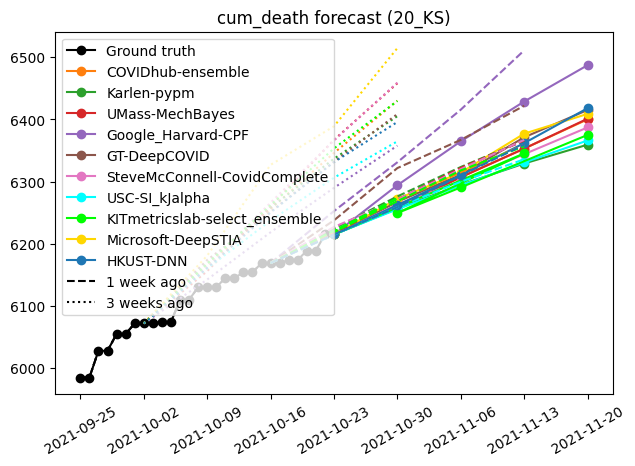 cum_death forecast (20_KS)
6500
6400
6300
6200
6100
6000
Ground truth
COVIDhub-ensemble
Karlen-pypm
UMass-MechBayes
Google_Harvard-CPF
GT-DeepCOVID
SteveMcConnell-CovidComplete
USC-SI_kJalpha
KITmetricslab-select_ensemble
Microsoft-DeepSTIA
HKUST-DNN
1 week ago
3 weeks ago
2021-09-25
2021-10-02
2021-10-09
2021-10-16
2021-10-23
2021-10-30
2021-11-06
2021-11-13
2021-11-20